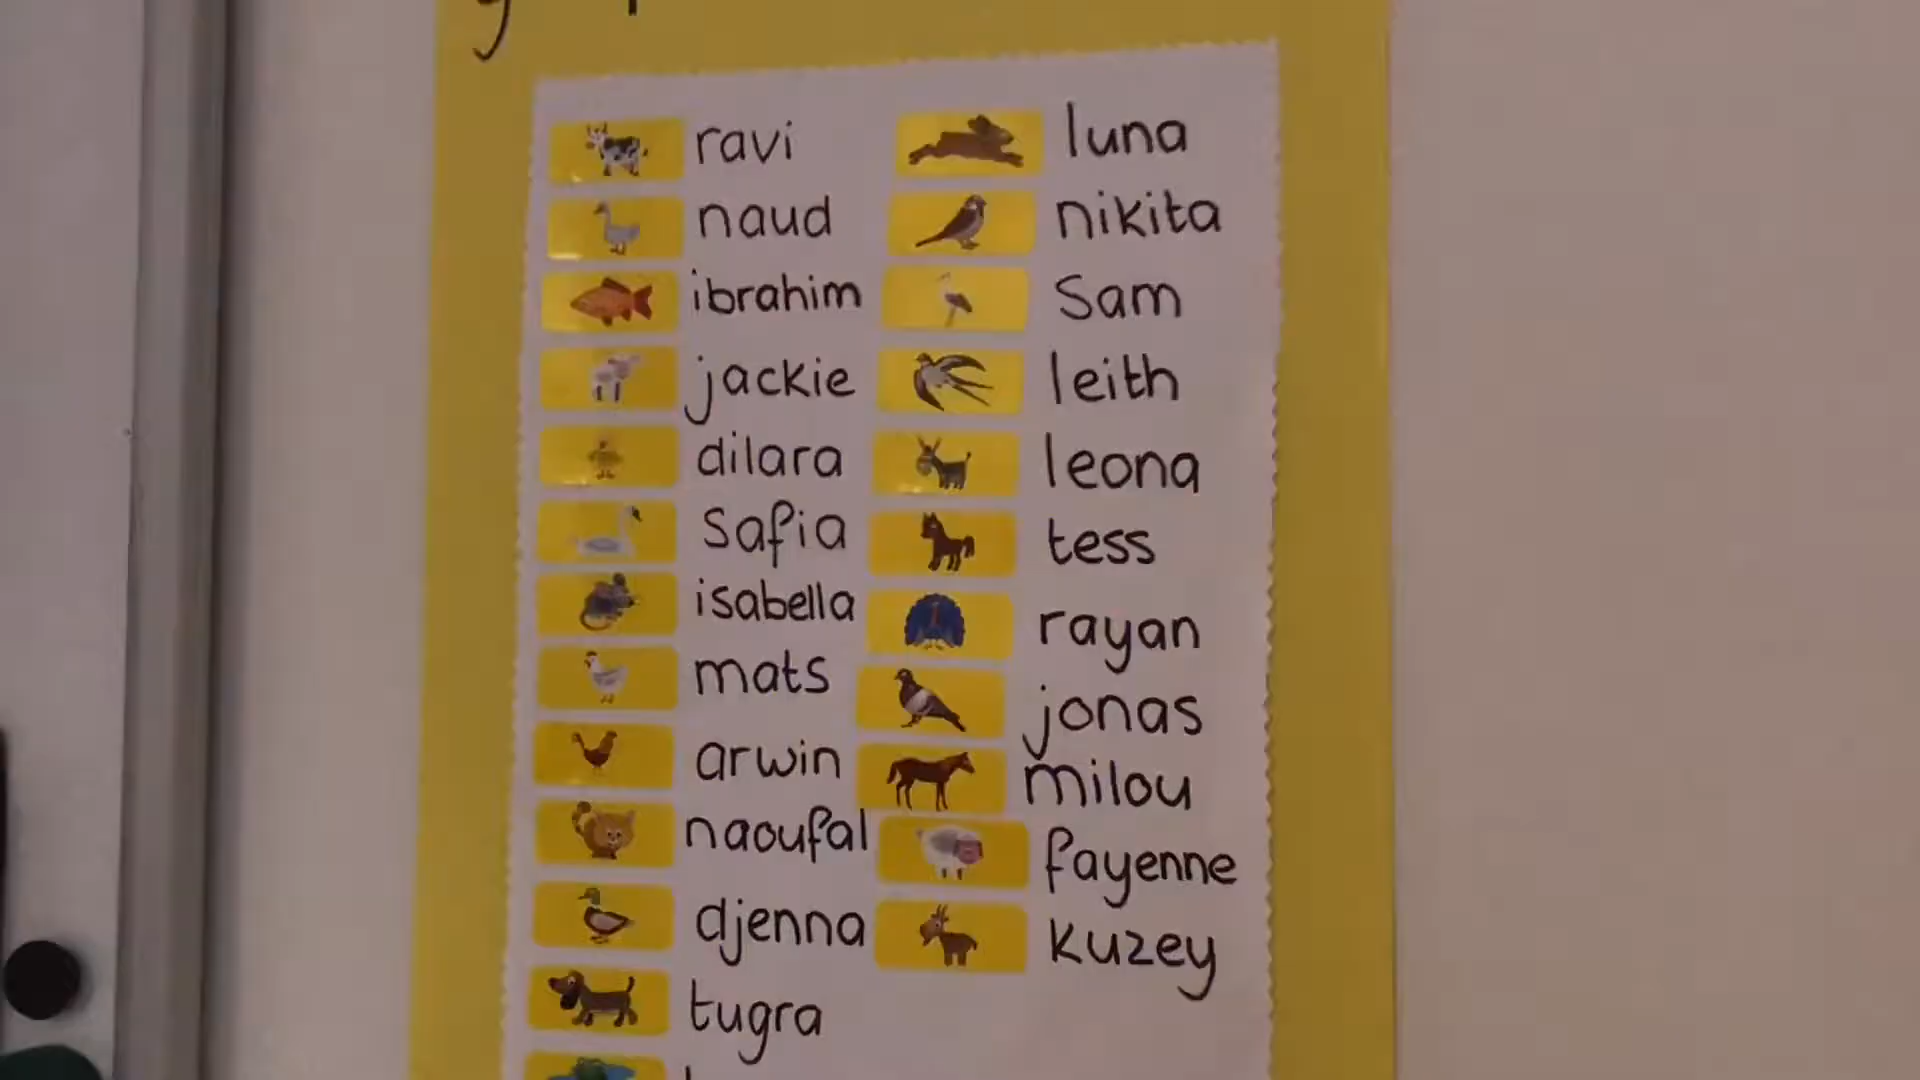 ravi
naud
ibrahim
jackie
dilara
safia
isabella
mats
arwin
naoufal
djenna
tugra
luna
nikita
Sam
leith
leona
tess
rayan
jonas
milou
fayenne
kuzey